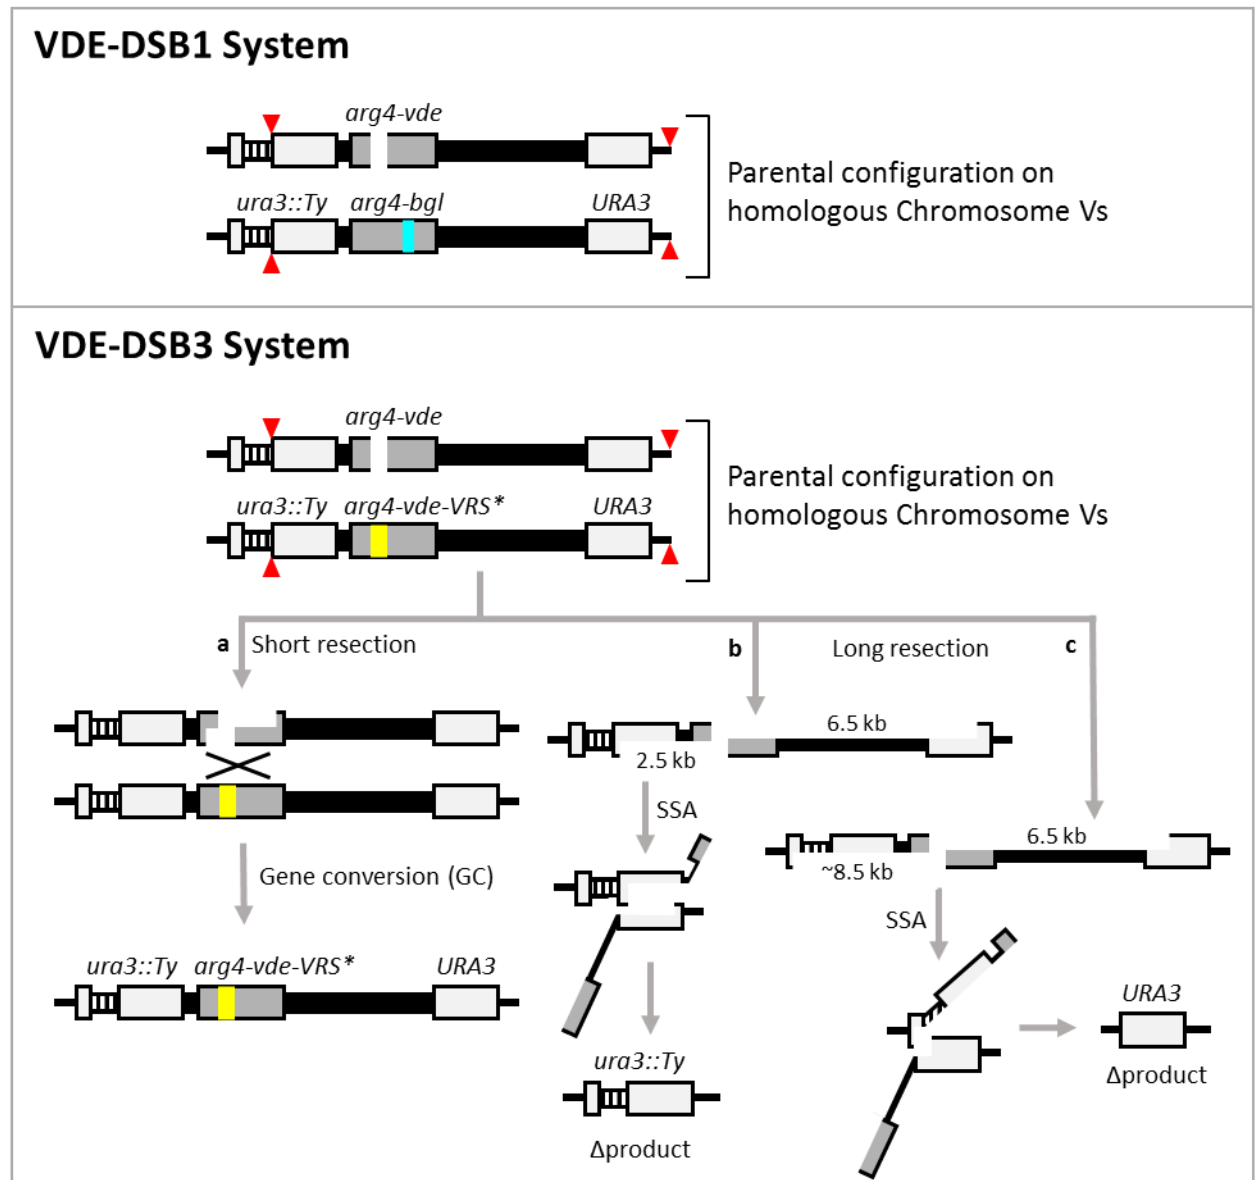 VDE-DSB1 System
arg4-vde
ura3::Ty arg4-bgl URA3
Parental configuration on
homologous Chromosome Vs
VDE-DSB3 System
arg4-vde
ura3::Ty arg4-vde-VRS* URA3
Parental configuration on
homologous Chromosome Vs
a Short resection
b Long resection c
6.5 kb
2.5 kb
SSA
6.5 kb
~8.5 kb
Gene conversion (GC)
SSA
ura3::Ty arg4-vde-VRS* URA3
URA3
Δproduct
ura3::Ty
Δproduct